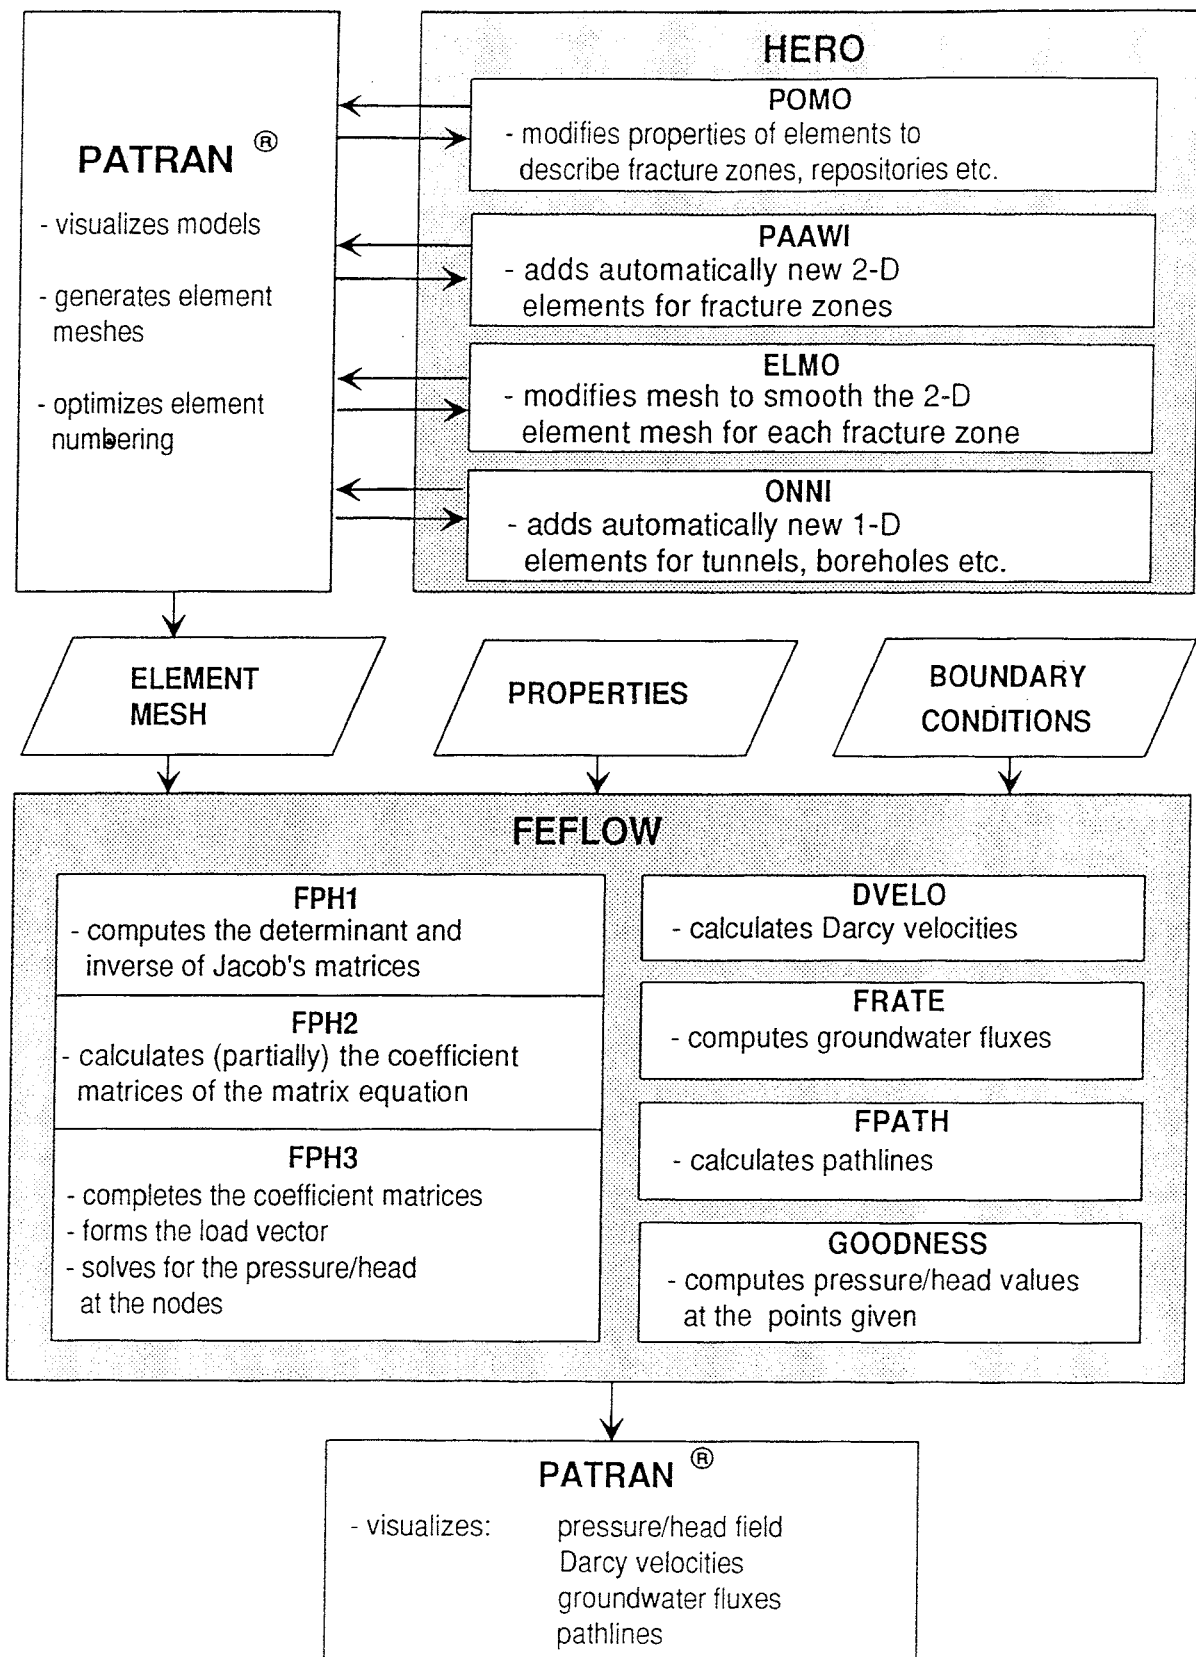 PATRAN ®
- visualizes models
- generates element
meshes
- optimizes element
numbering
HERO
POMO
- modifies properties of elements to
describe fracture zones, repositories etc.
PAAWI
- adds automatically new 2-D
elements for fracture zones
ELMO
- modifies mesh to smooth the 2-D
element mesh for each fracture zone
ONNI
- adds automatically new 1-D
elements for tunnels, boreholes etc.
ELEMENT
MESH
PROPERTIES
BOUNDARY
CONDITIONS
FEFLOW
FPH1
- computes the determinant and
inverse of Jacob's matrices
FPH2
- calculates (partially) the coefficient
matrices of the matrix equation
FPH3
- completes the coefficient matrices
- forms the load vector
- solves for the pressure/head
at the nodes
DVELO
- calculates Darcy velocities
FRATE
- computes groundwater fluxes
FPATH
- calculates pathlines
GOODNESS
- computes pressure/head values
at the points given
PATRAN ®
- visualizes: pressure/head field
Darcy velocities
groundwater fluxes
pathlines